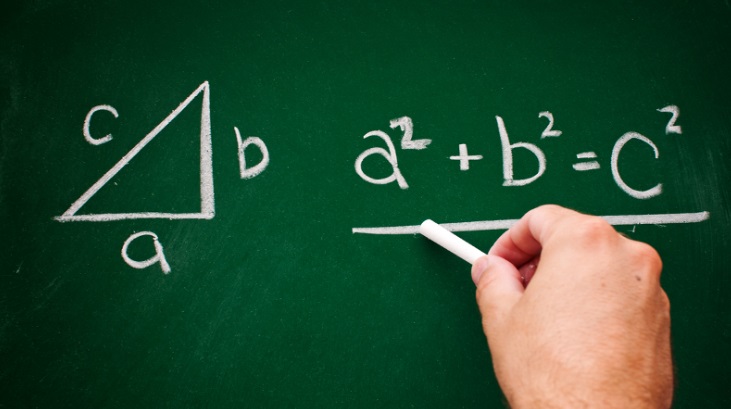 c
b
a
a² + b² = c²